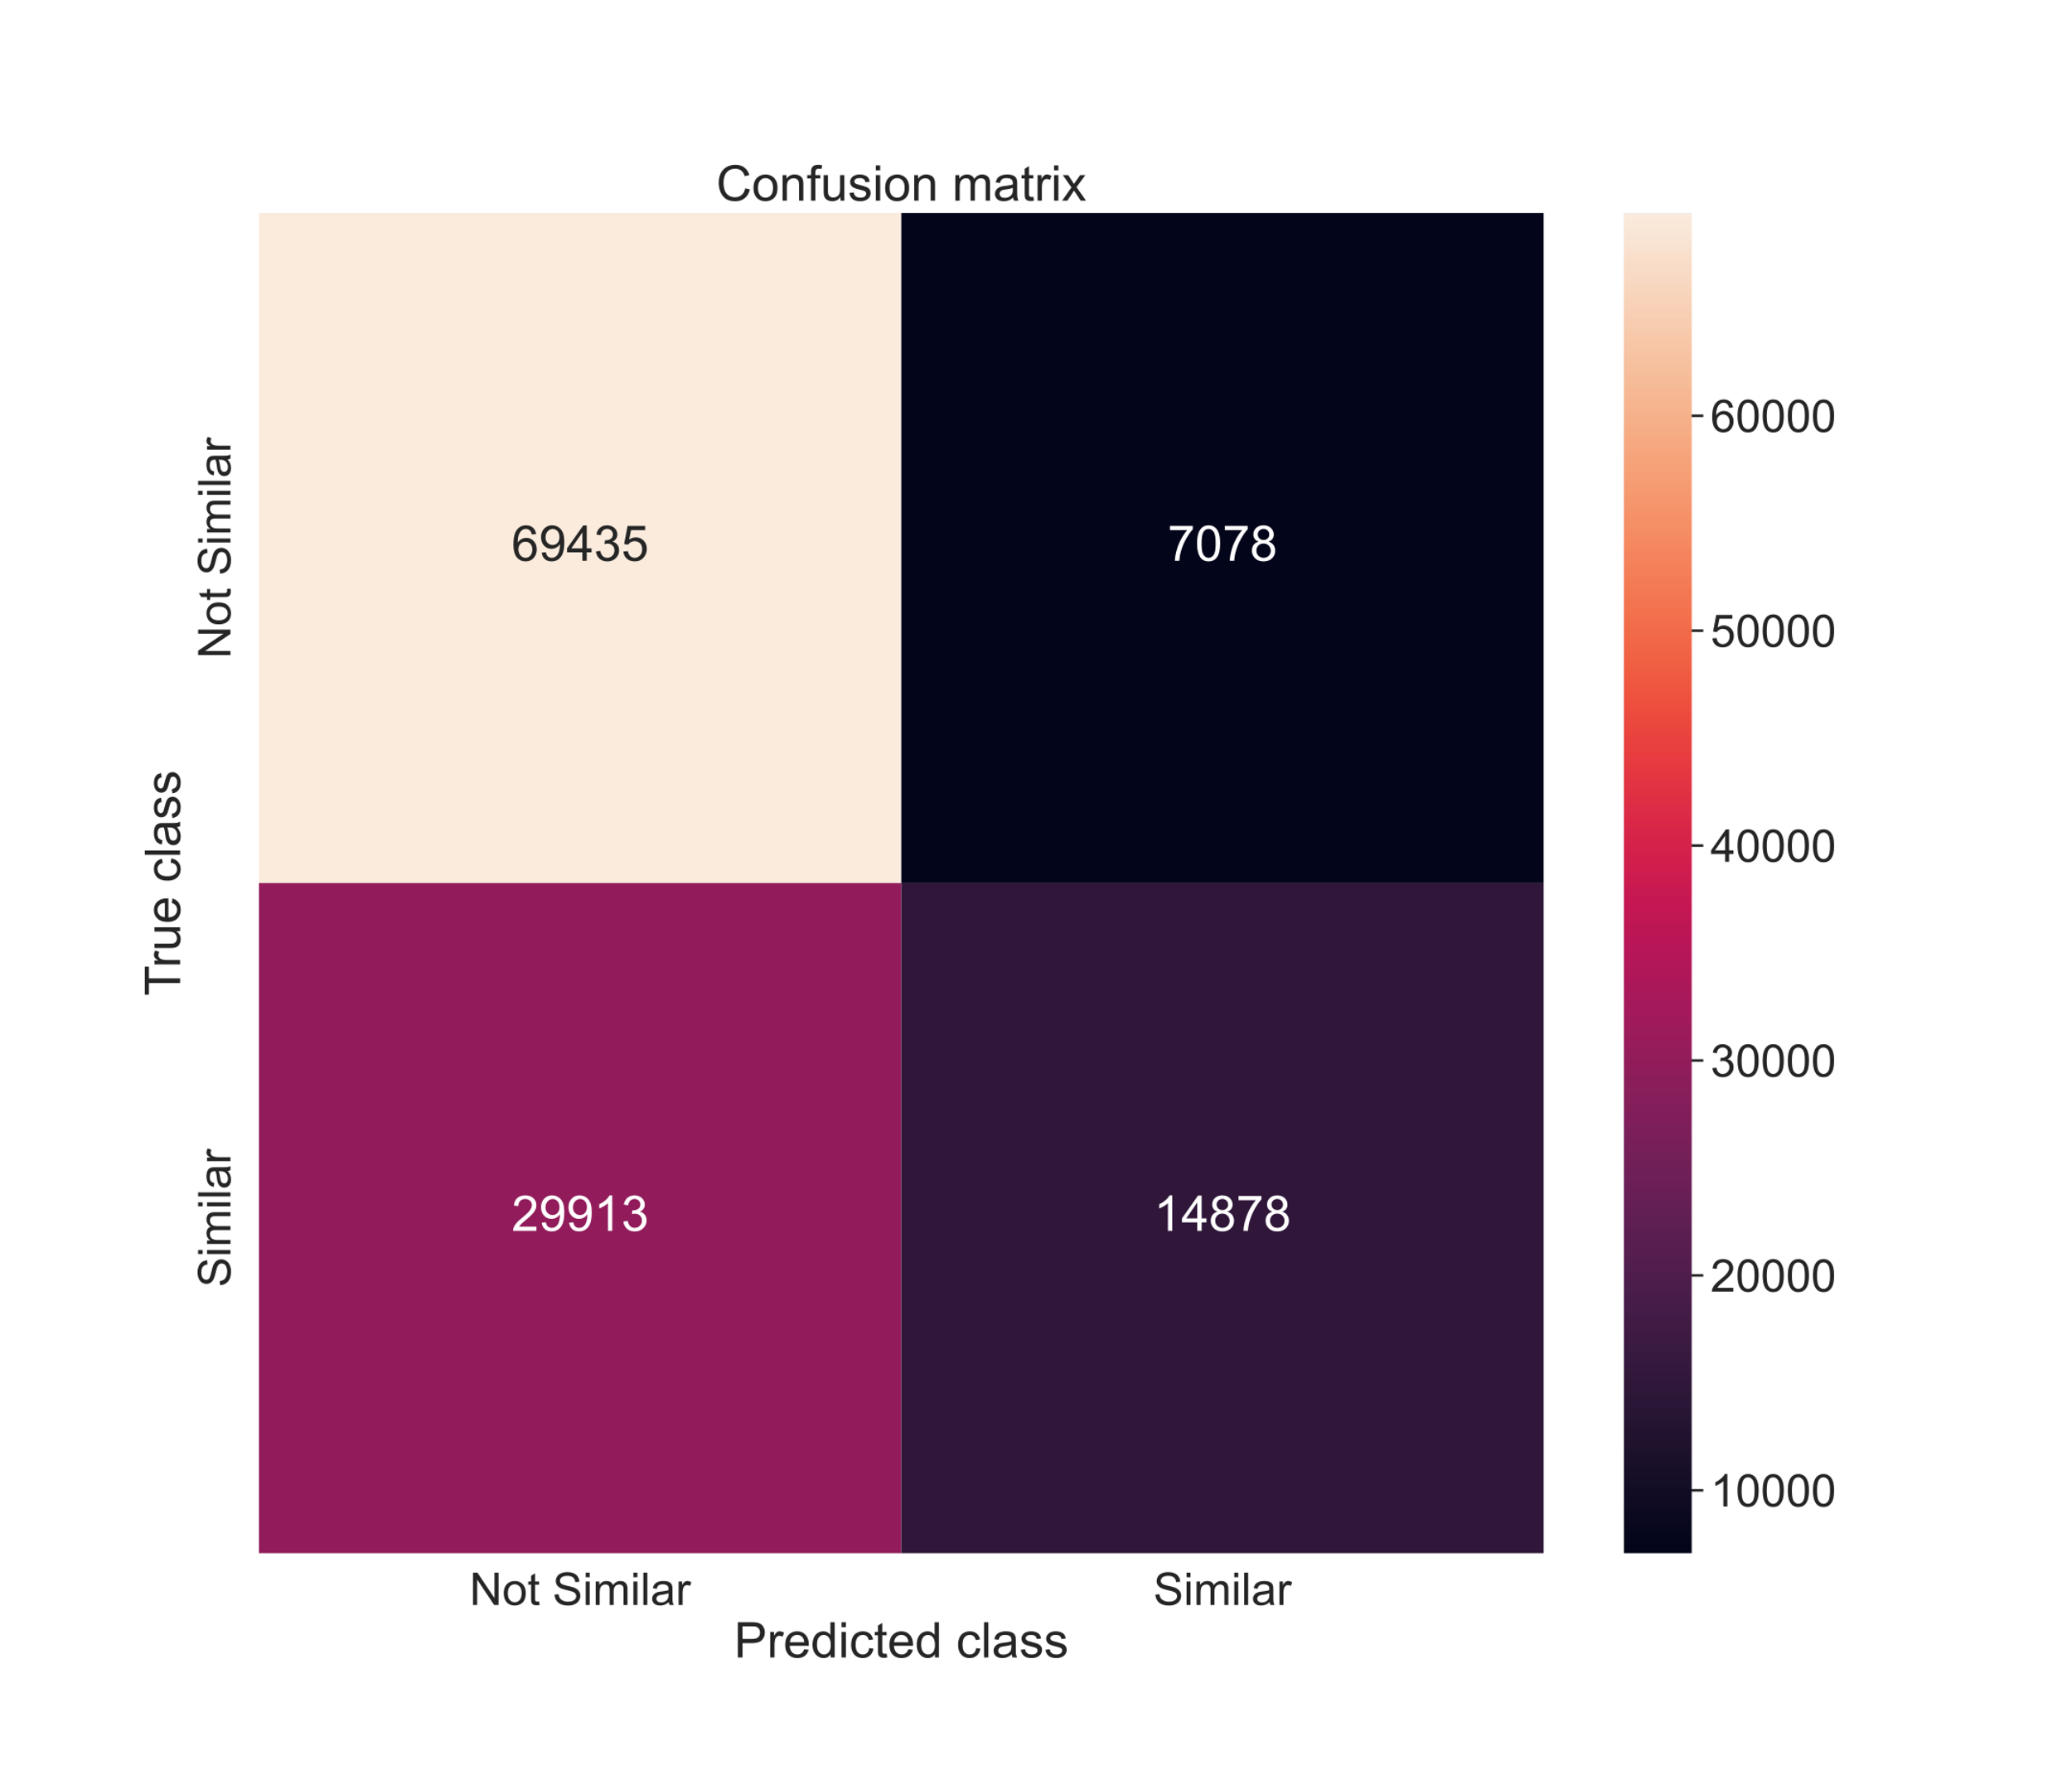 Confusion matrix
Not Similar
69435
7078
True class
Similar
29913
14878
Not Similar
Similar
Predicted class
60000
50000
40000
30000
20000
10000